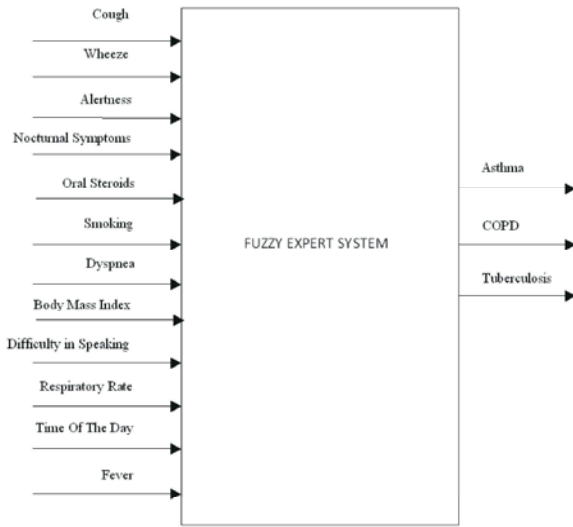 Cough
Wheeze
Alertness
Nocturnal Symptoms
Oral Steroids
Smoking
Dyspnea
Body Mass Index
Difficulty in Speaking
Respiratory Rate
Time Of The Day
Fever
FUZZY EXPERT SYSTEM
Asthma
COPD
Tuberculosis